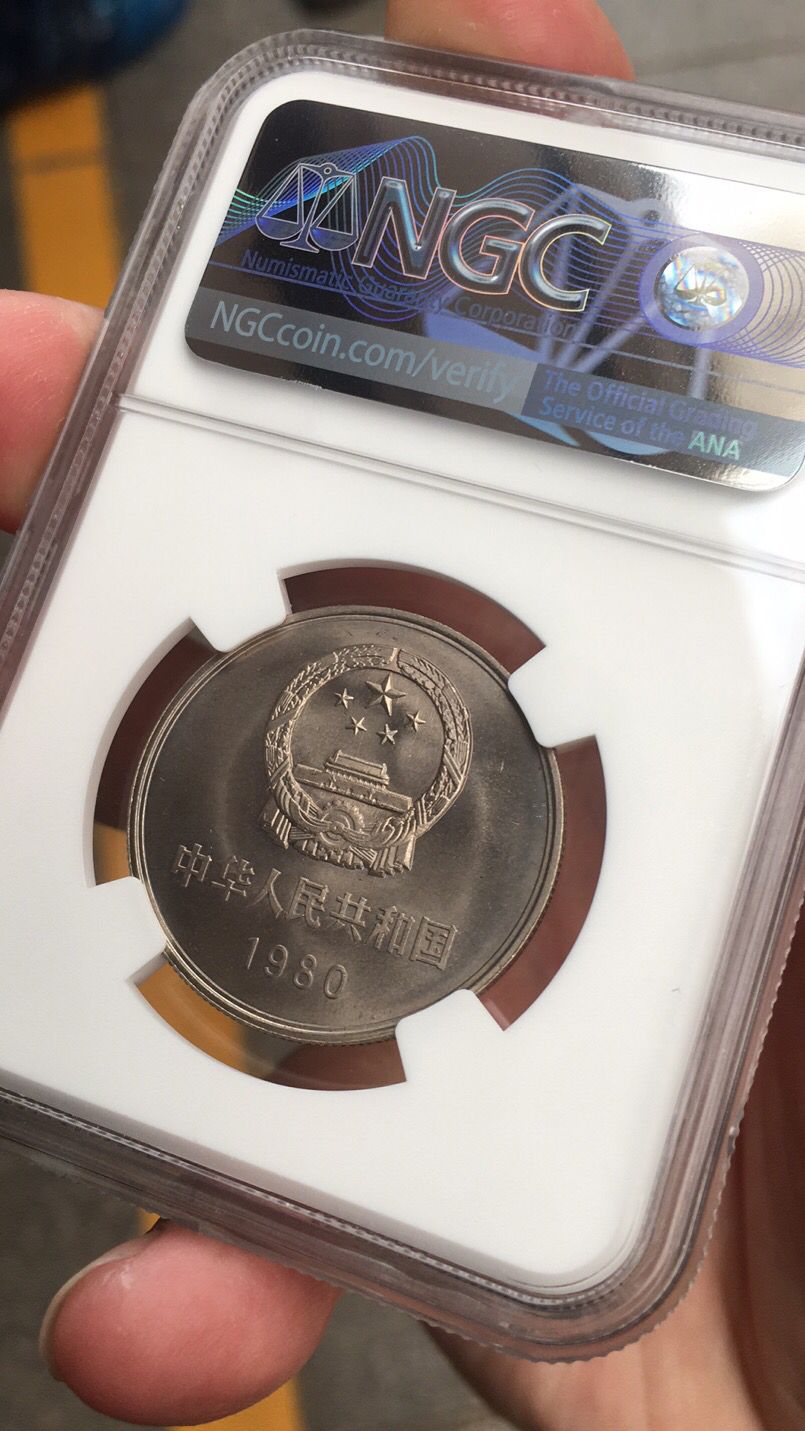 NGC
Numismatic Guaranty Corporation
NGCcoin.com/verify
The Official Grading
Service of the ANA
中华人民共和国
1980